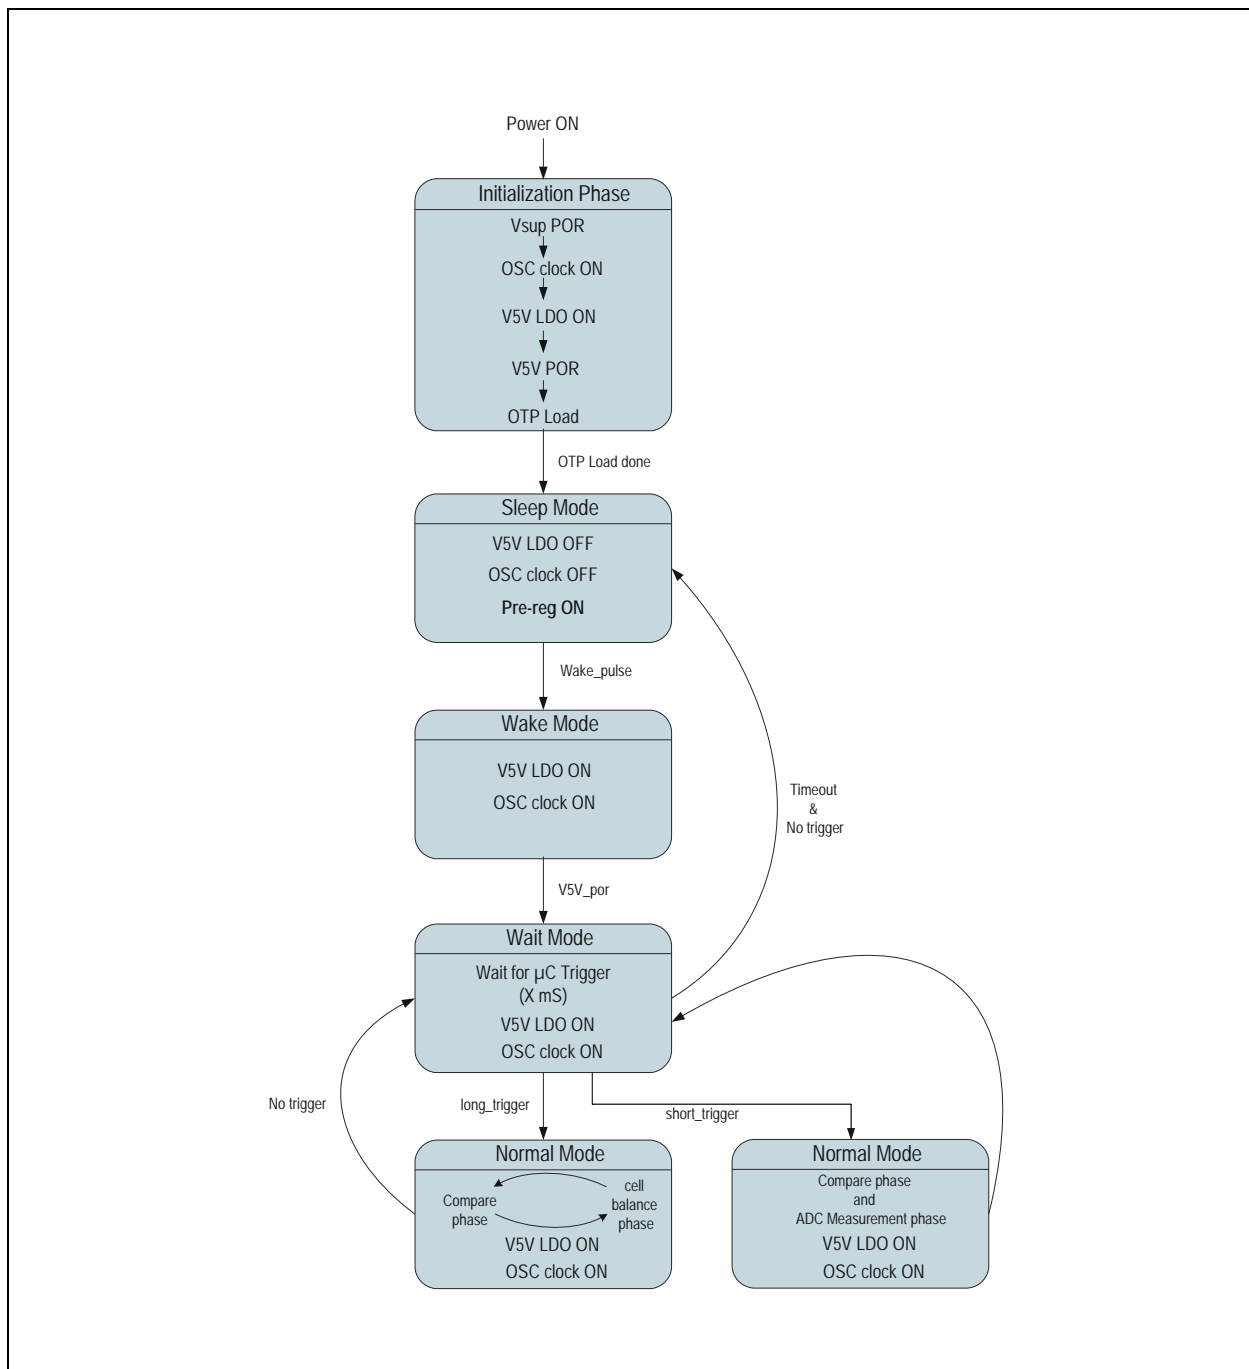 Power ON
Initialization Phase
Vsup POR
OSC clock ON
V5V LDO ON
V5V POR
OTP Load
OTP Load done
Sleep Mode
V5V LDO OFF
OSC clock OFF
Pre-reg ON
Wake_pulse
Wake Mode
V5V LDO ON
OSC clock ON
Timeout
&
No trigger
V5V_por
Wait Mode
Wait for µC Trigger
(X mS)
V5V LDO ON
OSC clock ON
No trigger
long_trigger
short_trigger
Normal Mode
Compare
phase
cell
balance
phase
V5V LDO ON
OSC clock ON
Normal Mode
Compare phase
and
ADC Measurement phase
V5V LDO ON
OSC clock ON